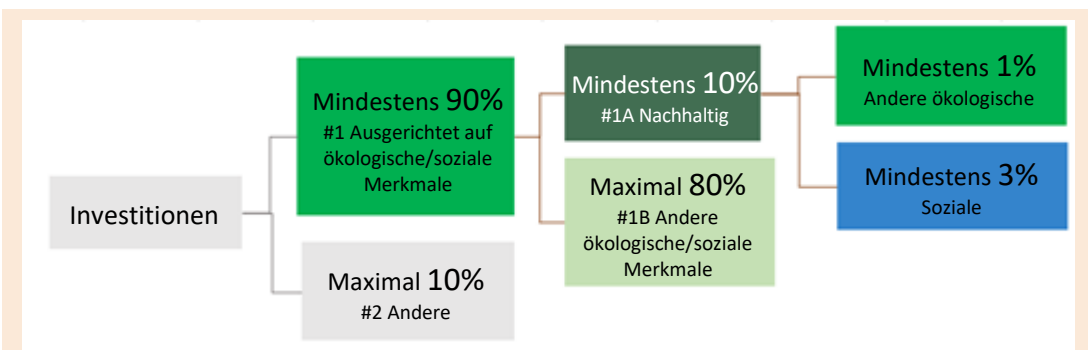 Investitionen
Mindestens 90%
#1 Ausgerichtet auf
ökologische/soziale
Merkmale
Maximal 10%
#2 Andere
Mindestens 10%
#1A Nachhaltig
Maximal 80%
#1B Andere
ökologische/soziale
Merkmale
Mindestens 1%
Andere ökologische
Mindestens 3%
Soziale